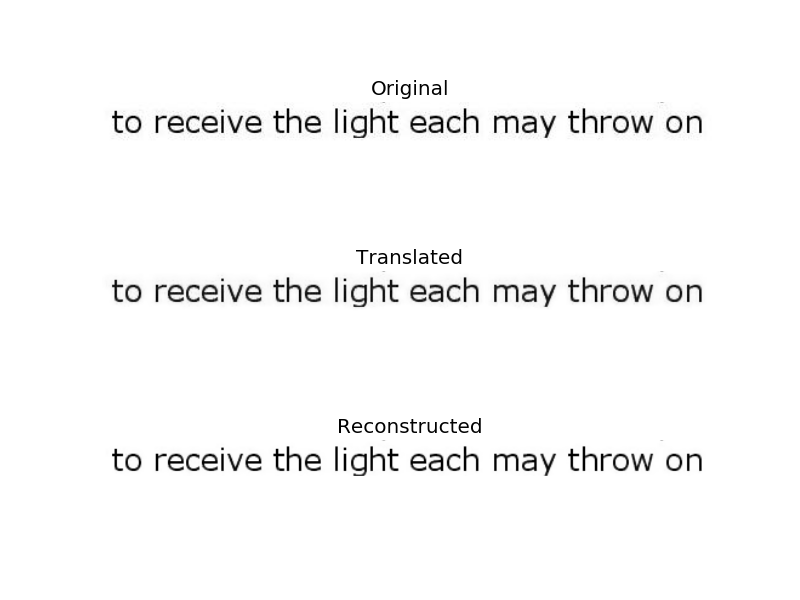 Original
to receive the light each may throw on
Translated
to receive the light each may throw on
Reconstructed
to receive the light each may throw on